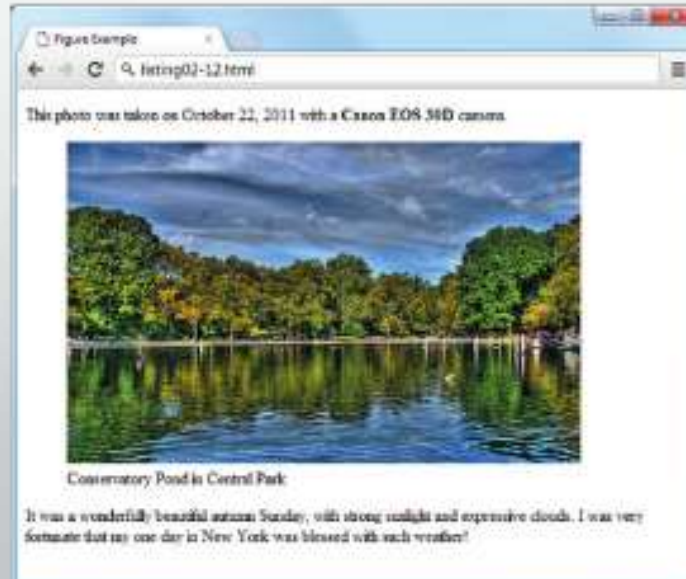 Figure Example
listing02-12.html
This photo was taken on October 22, 2011 with a Canon EOS 30D camera.
Conservatory Pond in Central Park
It was a wonderfully beautiful autumn Sunday, with strong sunlight and expressive clouds. I was very
fortunate that my one day in New York was blessed with such weather!